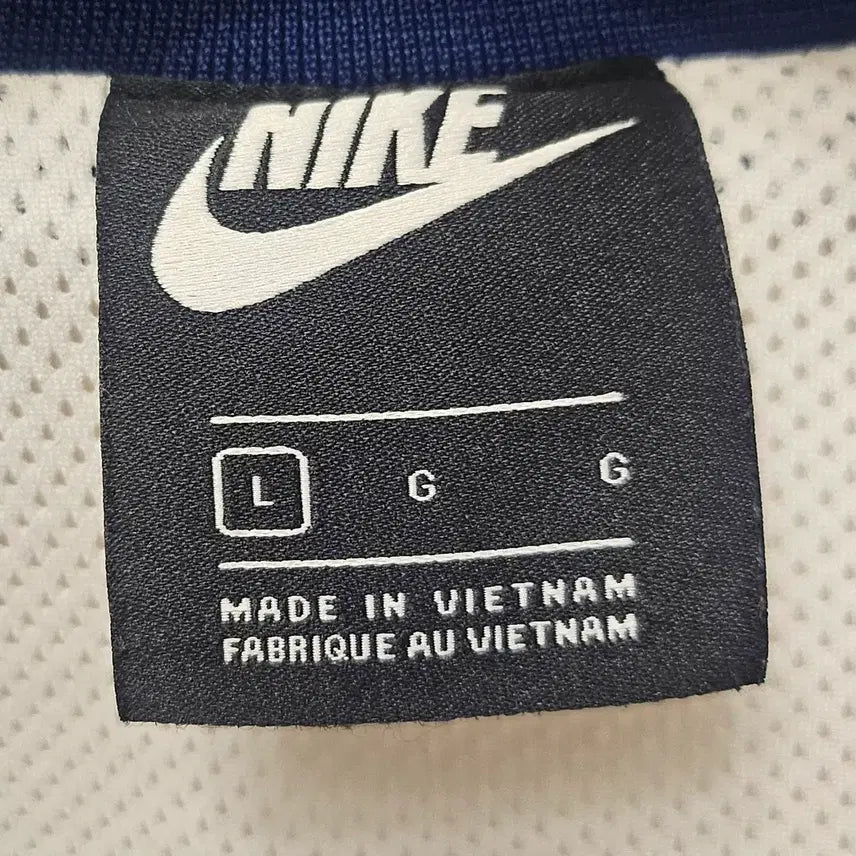 NIKE
L G G
MADE IN VIETNAM
FABRIQUE AU VIETNAM